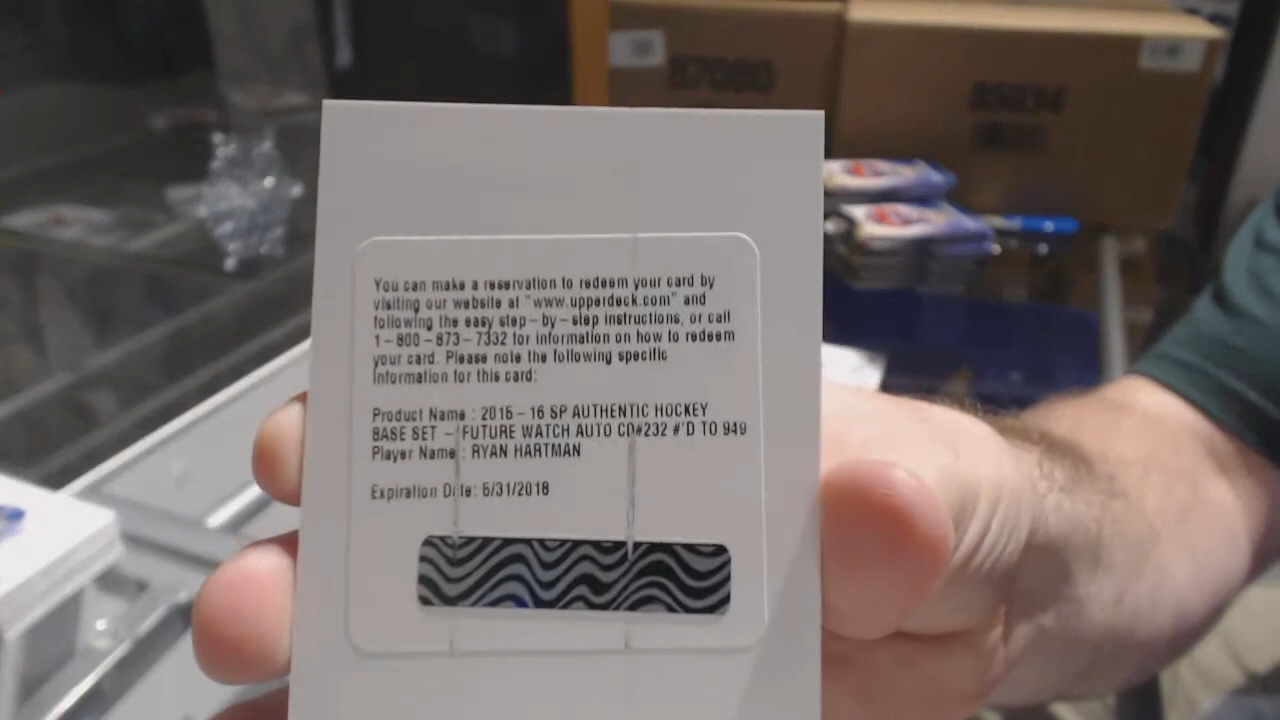 You can make a reservation to redeem your card by
visiting our website at "www.upperdeck.com" and
following the easy step-by-step instructions, or call
1-800-873-7332 for information on how to redeem
your card. Please note the following specific
information for this card:
Product Name : 2015-16 SP AUTHENTIC HOCKEY
BASE SET - FUTURE WATCH AUTO CD#232 #'D TO 949
Player Name : RYAN HARTMAN
Expiration Date: 5/31/2018